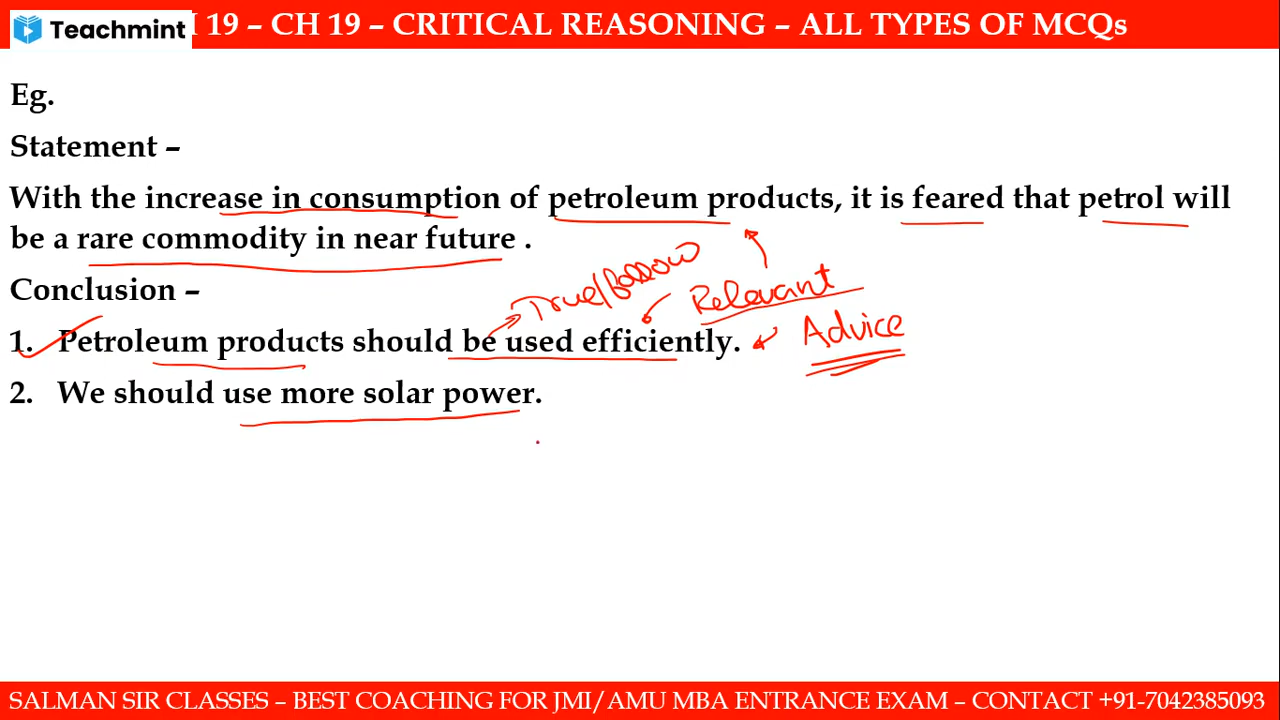 Teachmint
19 – CH 19 – CRITICAL REASONING – ALL TYPES OF MCQs
Eg.
Statement –
With the increase in consumption of petroleum products, it is feared that petrol will
be a rare commodity in near future .
Conclusion –
True/follow
Relevant
1. Petroleum products should be used efficiently.
Advice
2. We should use more solar power.
SALMAN SIR CLASSES – BEST COACHING FOR JMI/AMU MBA ENTRANCE EXAM – CONTACT +91-7042385093